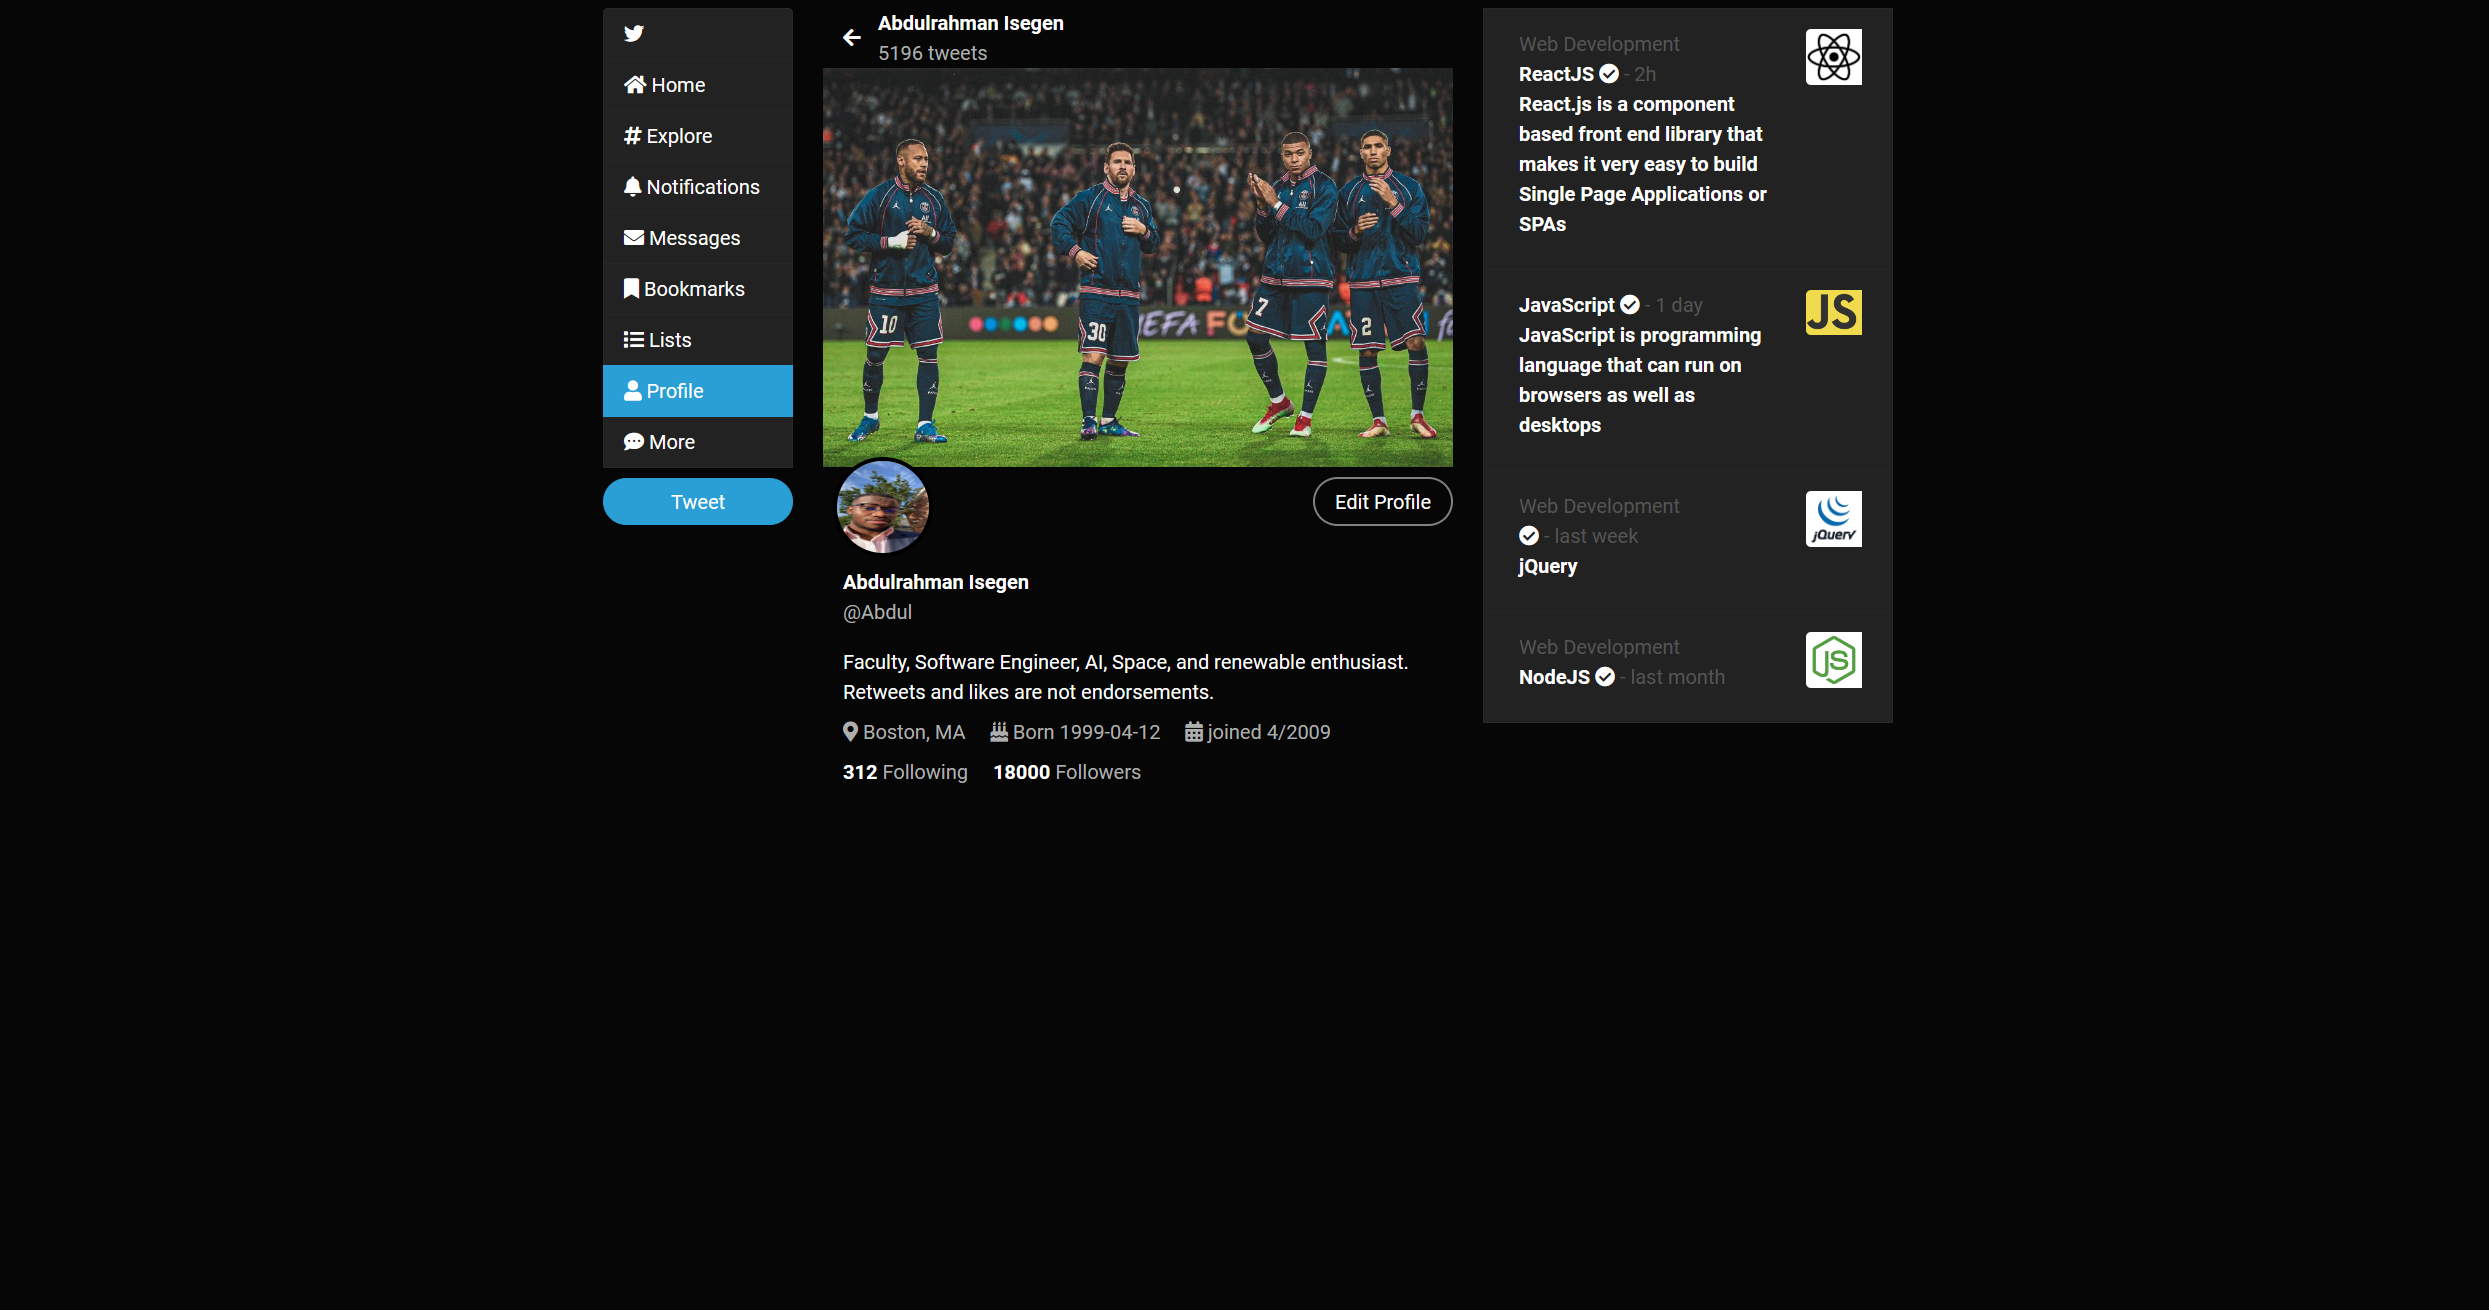 Home
Explore
Notifications
Messages
Bookmarks
Lists
Profile
More
Tweet
Abdulrahman Isegen
5196 tweets
10
30
7
2
EFA FO
Edit Profile
Abdulrahman Isegen
@Abdul
Faculty, Software Engineer, AI, Space, and renewable enthusiast.
Retweets and likes are not endorsements.
Boston, MA Born 1999-04-12 joined 4/2009
312 Following 18000 Followers
Web Development
ReactJS - 2h
React.js is a component
based front end library that
makes it very easy to build
Single Page Applications or
SPAs
JavaScript - 1 day
JavaScript is programming
language that can run on
browsers as well as
desktops
JS
Web Development
- last week
jQuery
jQuery
Web Development
NodeJS - last month
JS